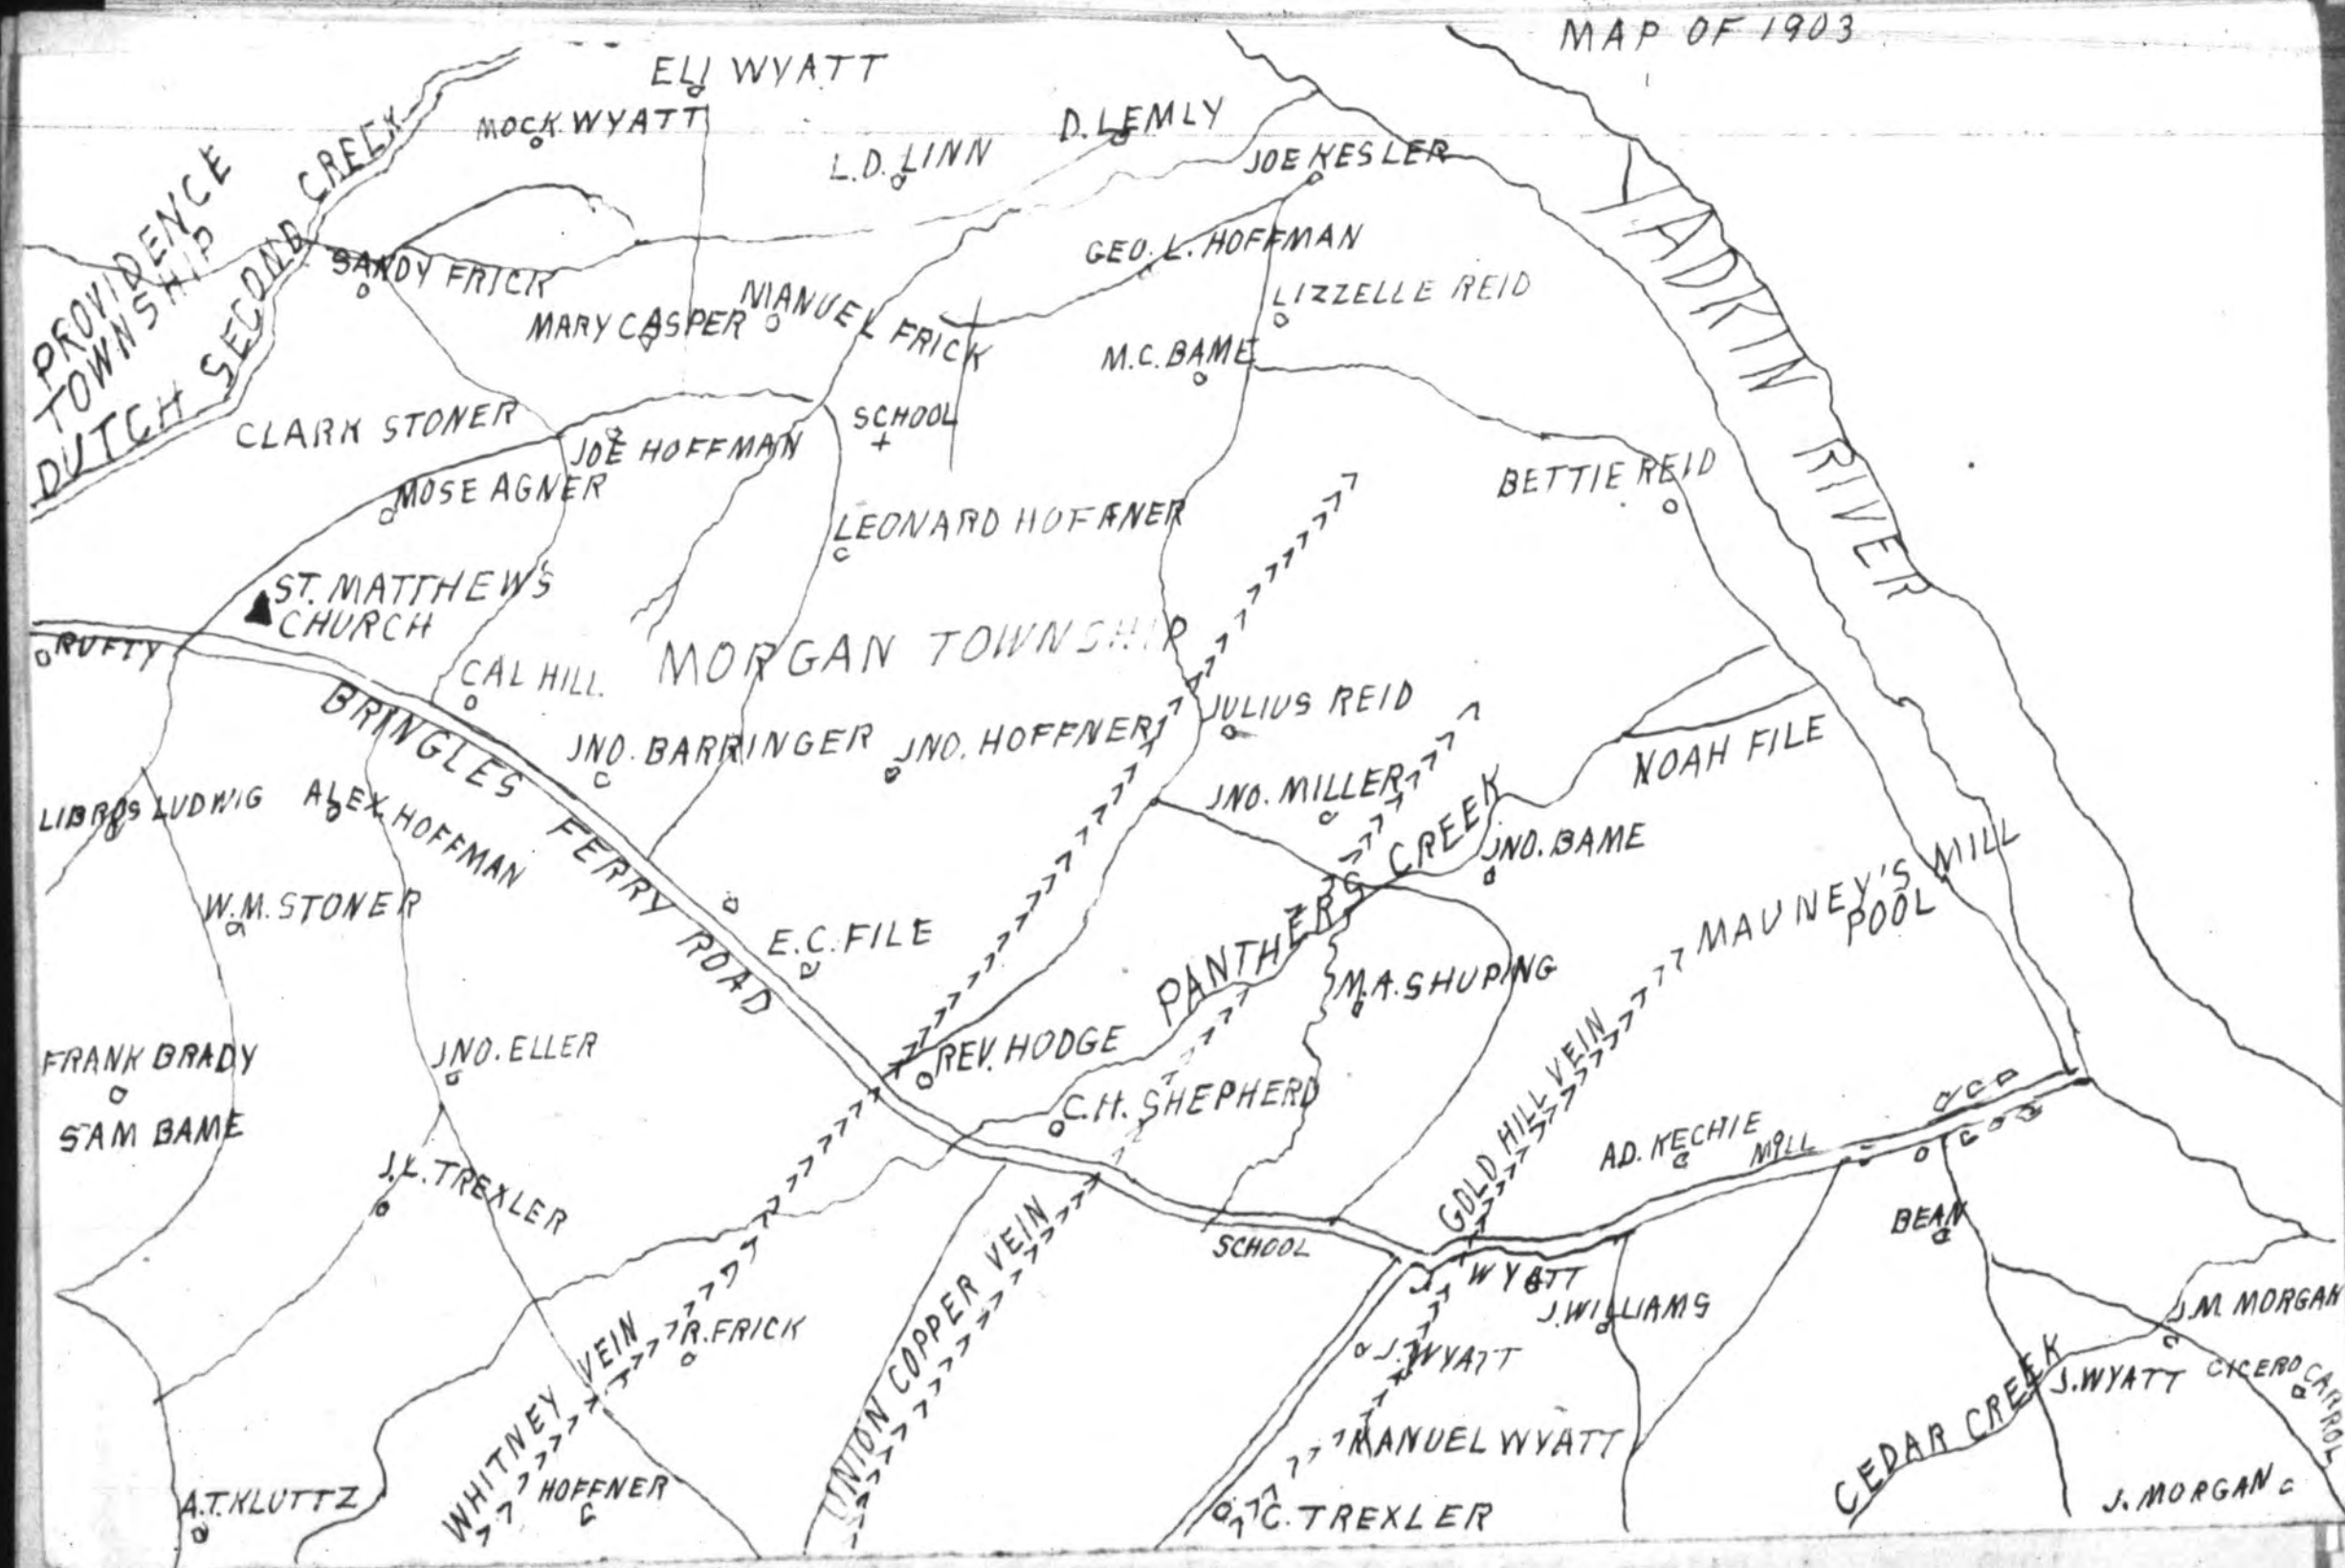 MAP OF 1903
ELI WYATT
MOCK. WYATT
D. LEMLY
L.D. LINN
JOE KESLER
PROVIDENCE
TOWNSHIP
DUTCH SECOND CREEK
SANDY FRICK
GEO. L. HOFFMAN
LIZZELLE REID
YADKIN RIVER
MARY CASPER
MANUEL FRICK
M.C. BAME
CLARK STONER
SCHOOL
JOE HOFFMAN
BETTIE REID
MOSE AGNER
LEONARD HOFFNER
ST. MATTHEW'S
CHURCH
RUFTY
MORGAN TOWNSHIP
CAL HILL.
JULIUS REID
BRINGLES FERRY ROAD
JNO. BARRINGER
JNO. HOFFNER
NOAH FILE
JNO. MILLER
LIBROS LUDWIG
ALEX HOFFMAN
JNO. BAME
PANTHERS CREEK
W.M. STONER
MAUNEY'S MILL
POOL
E.C. FILE
M.A. SHUPING
FRANK BRADY
JNO. ELLER
REV. HODGE
GOLD HILL VEIN
SAM BAME
C.H. SHEPHERD
AD. KECHIE
MILL
J.L. TREXLER
BEAN
SCHOOL
UNION COPPER VEIN
J. WYATT
J. WILLIAMS
J.M. MORGAN
WHITNEY VEIN
R. FRICK
J. WYATT
J. WYATT
CICERO CARROL
CEDAR CREEK
MANUEL WYATT
A.T. KLUTTZ
HOFFNER
C. TREXLER
J. MORGAN